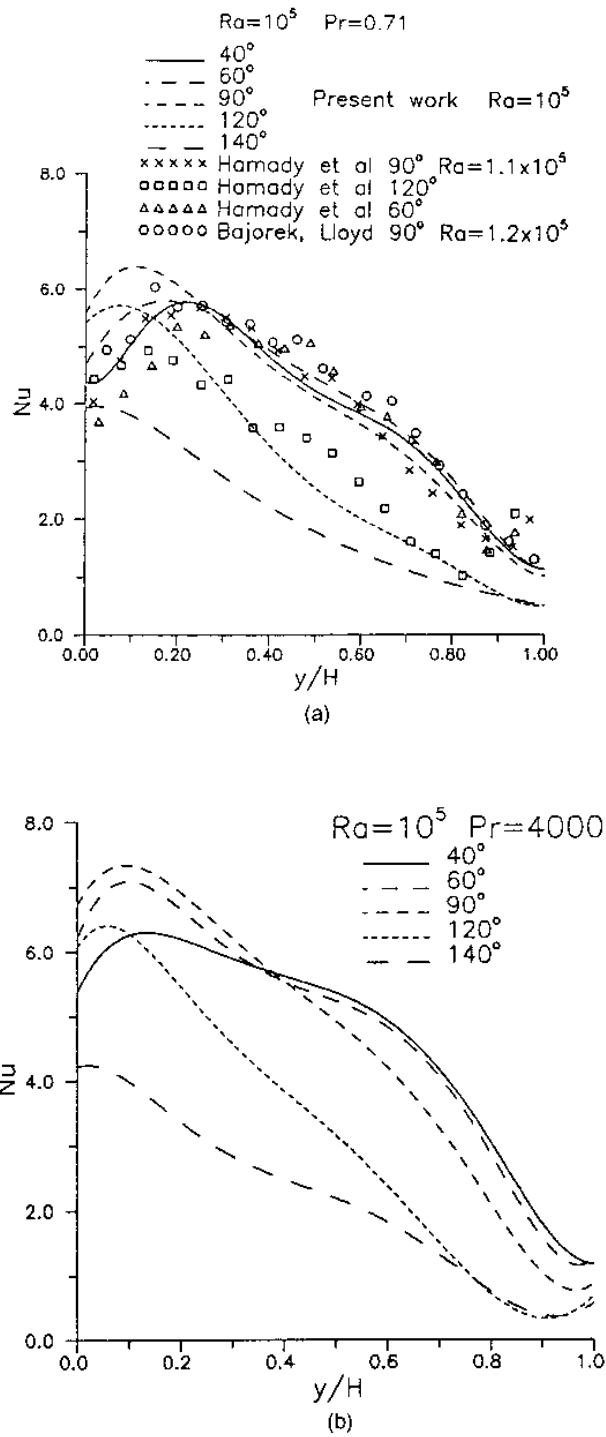 Ra=10⁵ Pr=0.71
40°
60°
90°
120°
140°
Present work Ra=10⁵
Hamady et al 90° Ra=1.1x10⁵
Hamady et al 120°
Hamady et al 60°
Bajorek, Lloyd 90° Ra=1.2x10⁵
8.0
6.0
4.0
2.0
0.0
Nu
0.00 0.20 0.40 0.60 0.80 1.00
y/H
(a)
Ra=10⁵ Pr=4000
40°
60°
90°
120°
140°
8.0
6.0
4.0
2.0
0.0
Nu
0.0 0.2 0.4 0.6 0.8 1.0
y/H
(b)